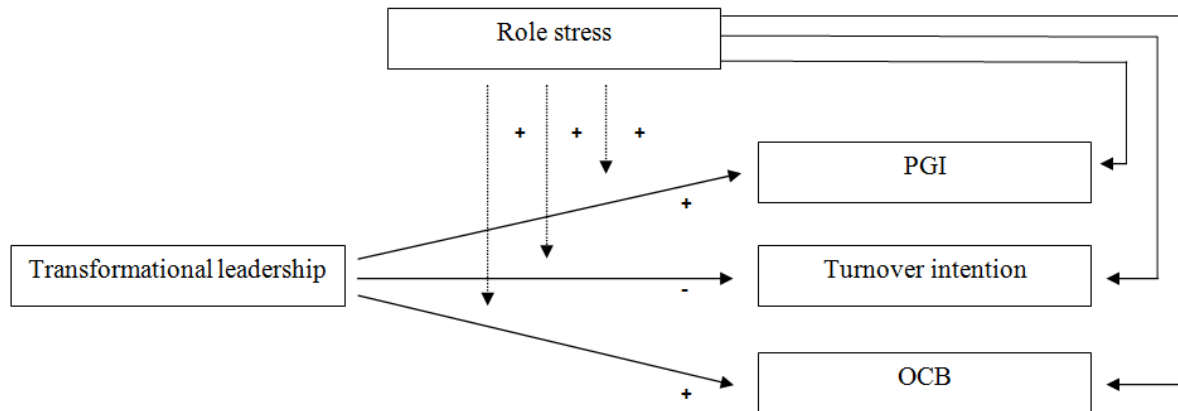 Role stress
+ + +
PGI
+
Transformational leadership
Turnover intention
-
OCB
+